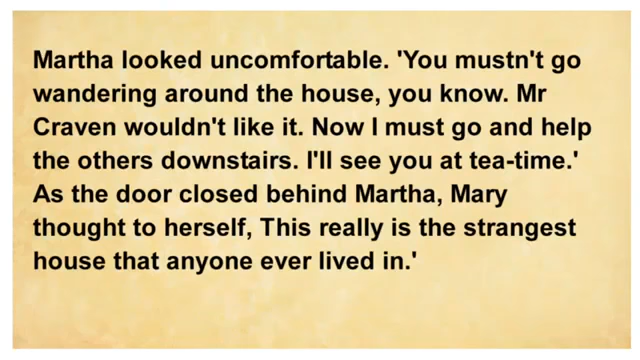 Martha looked uncomfortable. 'You mustn't go
wandering around the house, you know. Mr
Craven wouldn't like it. Now I must go and help
the others downstairs. I'll see you at tea-time.'
As the door closed behind Martha, Mary
thought to herself, This really is the strangest
house that anyone ever lived in.'